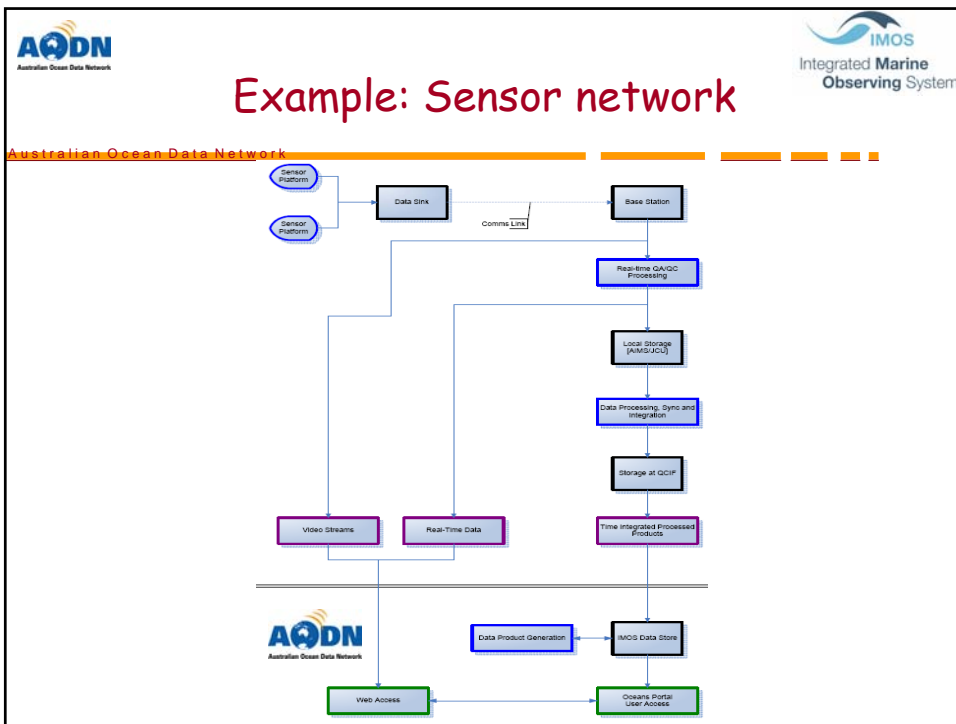 AODN
Australian Ocean Data Network
IMOS
Integrated Marine
Observing System
Example: Sensor network
Australian Ocean Data Network
Sensor
Platform
Data Sink
Base Station
Sensor
Platform
Comms Link
Real-time QA/QC
Processing
Local Storage
[AIMS/JCU]
Data Processing, Sync and
Integration
Storage at QCIF
Video Streams
Real-Time Data
Time Integrated Processed
Products
AODN
Australian Ocean Data Network
Data Product Generation
IMOS Data Store
Web Access
Oceans Portal
User Access